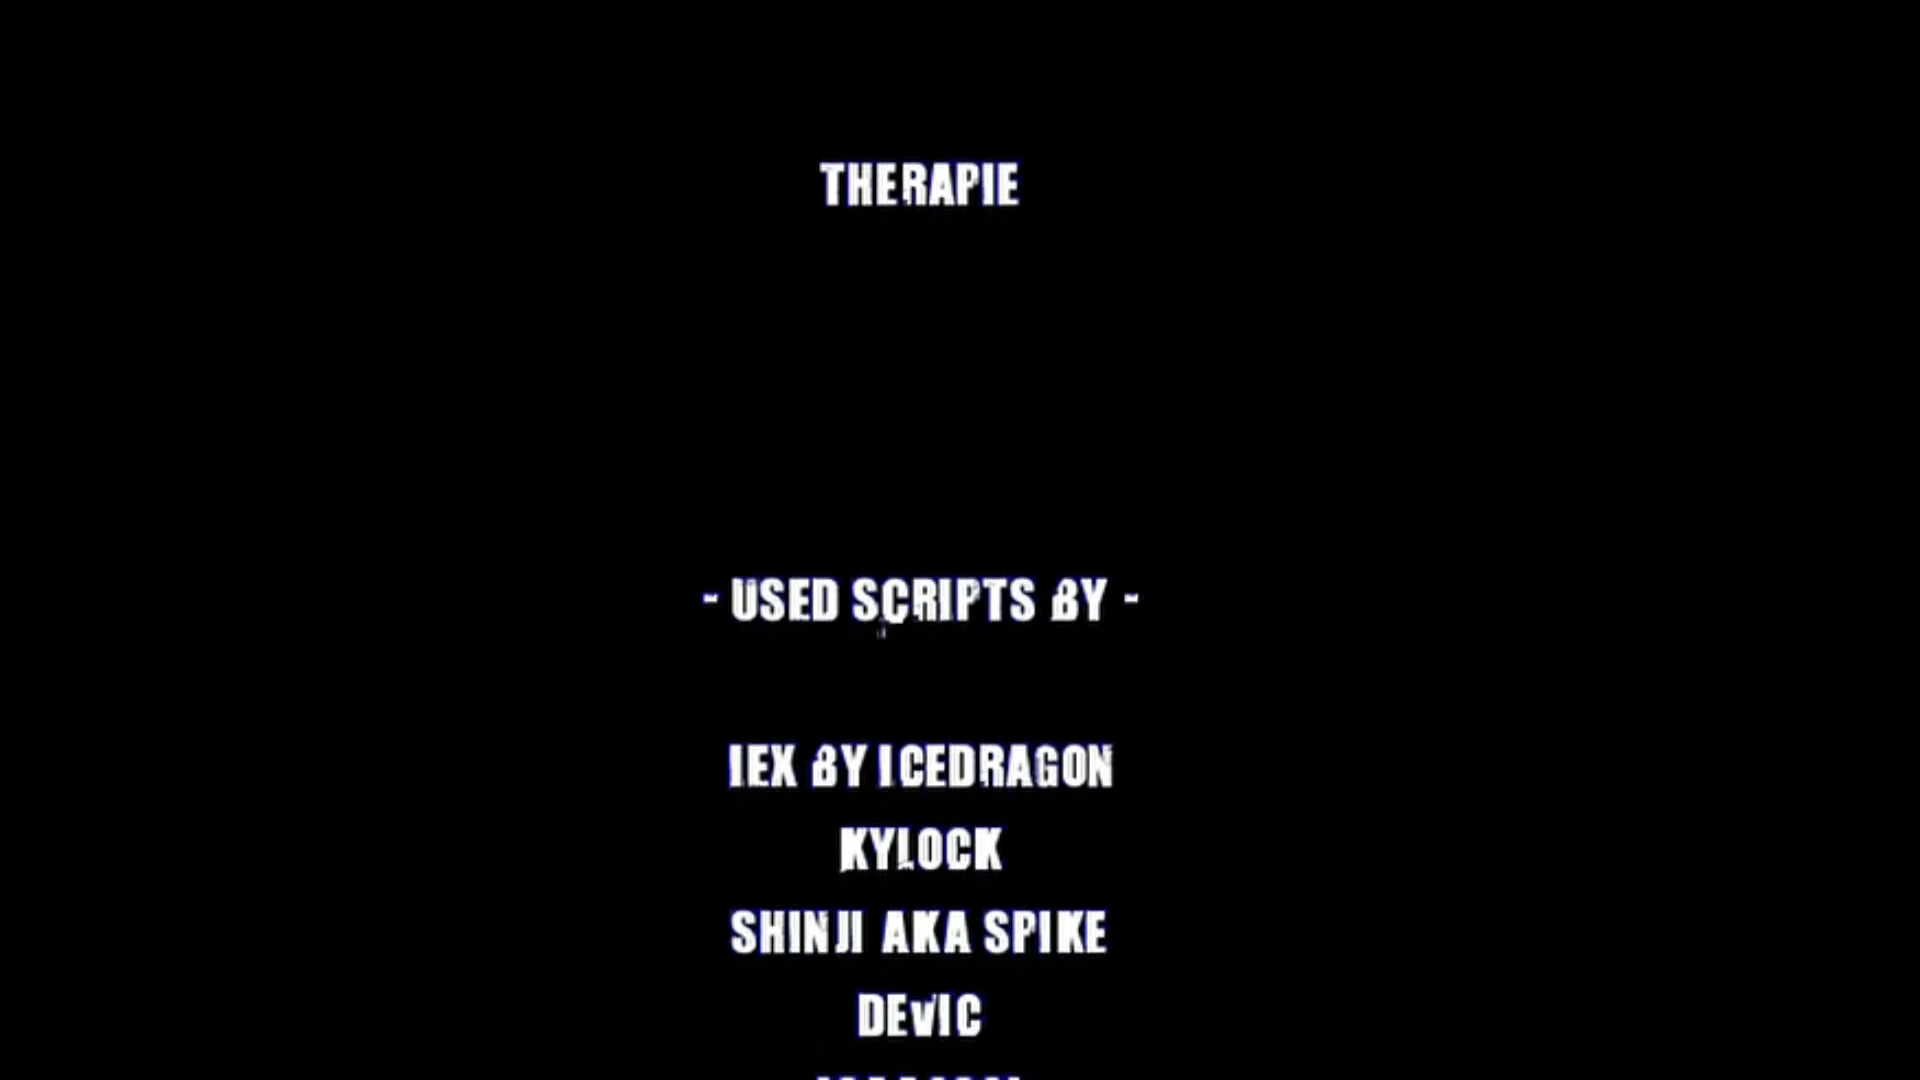 THERAPIE
- USED SCRIPTS BY -
IEX BY ICEDRAGON
KYLOCK
SHINJI AKA SPIKE
DEVIC